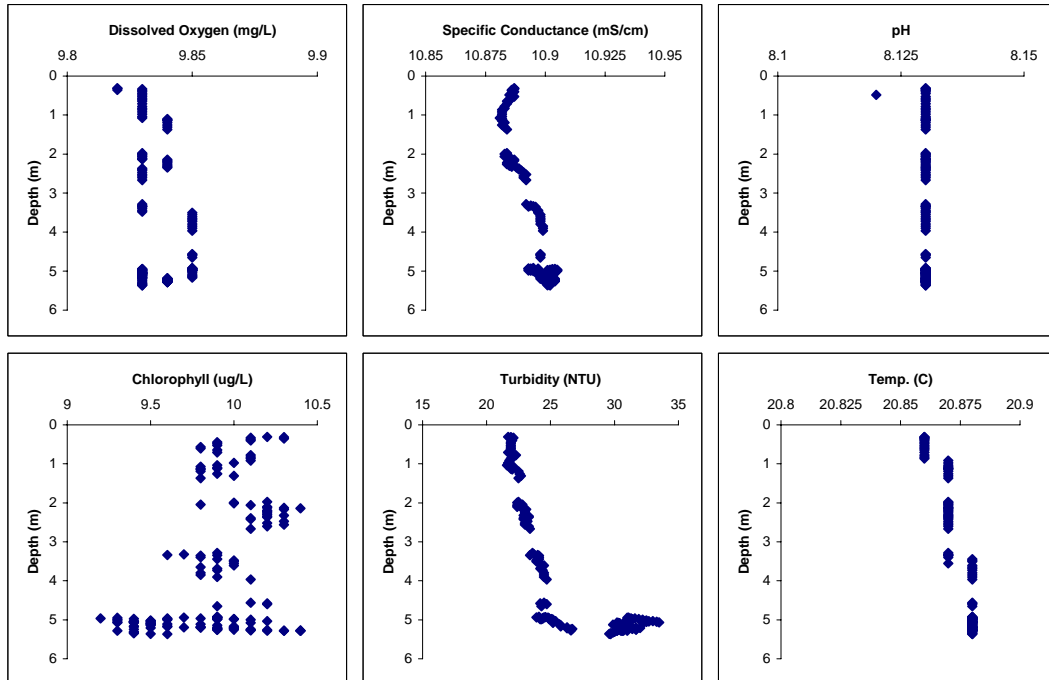 Dissolved Oxygen (mg/L)
9.8 9.85 9.9
0
1
2
3
4
5
6
Depth (m)
Specific Conductance (mS/cm)
10.85 10.875 10.9 10.925 10.95
0
1
2
3
4
5
6
Depth (m)
pH
8.1 8.125 8.15
0
1
2
3
4
5
6
Depth (m)
Chlorophyll (ug/L)
9 9.5 10 10.5
0
1
2
3
4
5
6
Depth (m)
Turbidity (NTU)
15 20 25 30 35
0
1
2
3
4
5
6
Depth (m)
Temp. (C)
20.8 20.825 20.85 20.875 20.9
0
1
2
3
4
5
6
Depth (m)